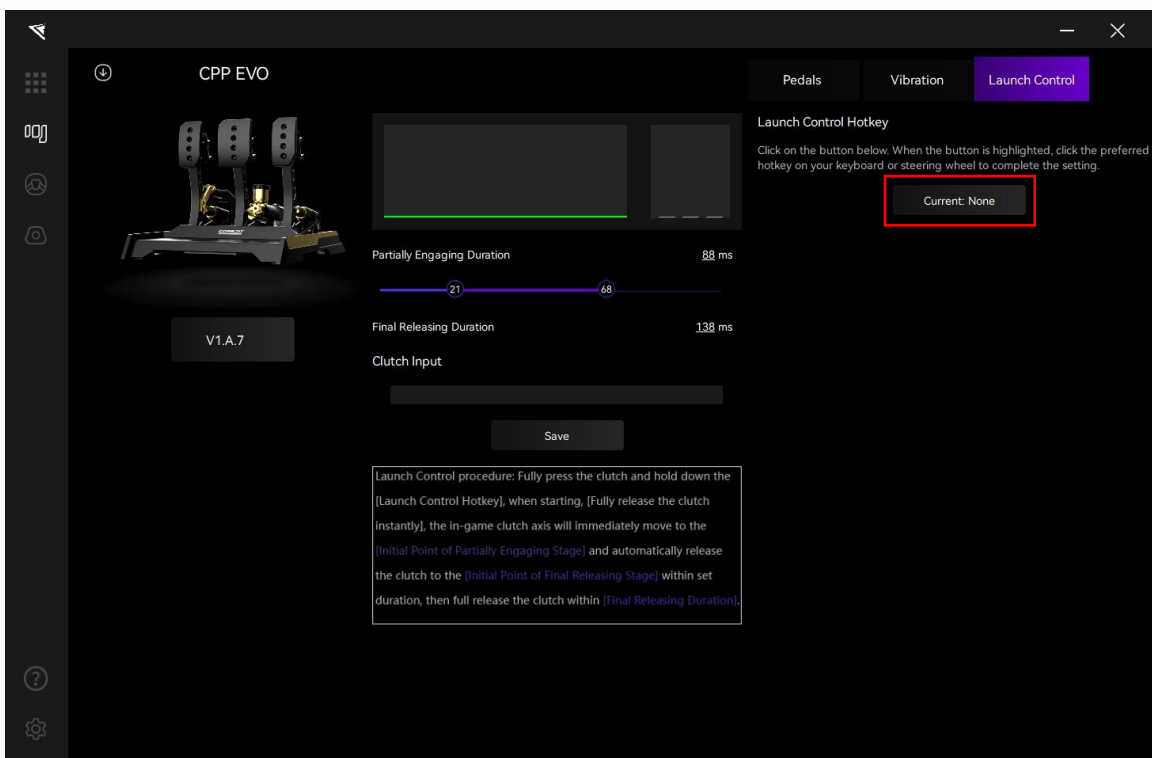 CPP EVO
Pedals
Vibration
Launch Control
Launch Control Hotkey
Click on the button below. When the button is highlighted, click the preferred
hotkey on your keyboard or steering wheel to complete the setting.
Current: None
Partially Engaging Duration
88 ms
21
68
Final Releasing Duration
138 ms
V1.A.7
Clutch Input
Save
Launch Control procedure: Fully press the clutch and hold down the
[Launch Control Hotkey], when starting, [Fully release the clutch
instantly], the in-game clutch axis will immediately move to the
[Initial Point of Partially Engaging Stage] and automatically release
the clutch to the [Initial Point of Final Releasing Stage] within set
duration, then full release the clutch within [Final Releasing Duration].